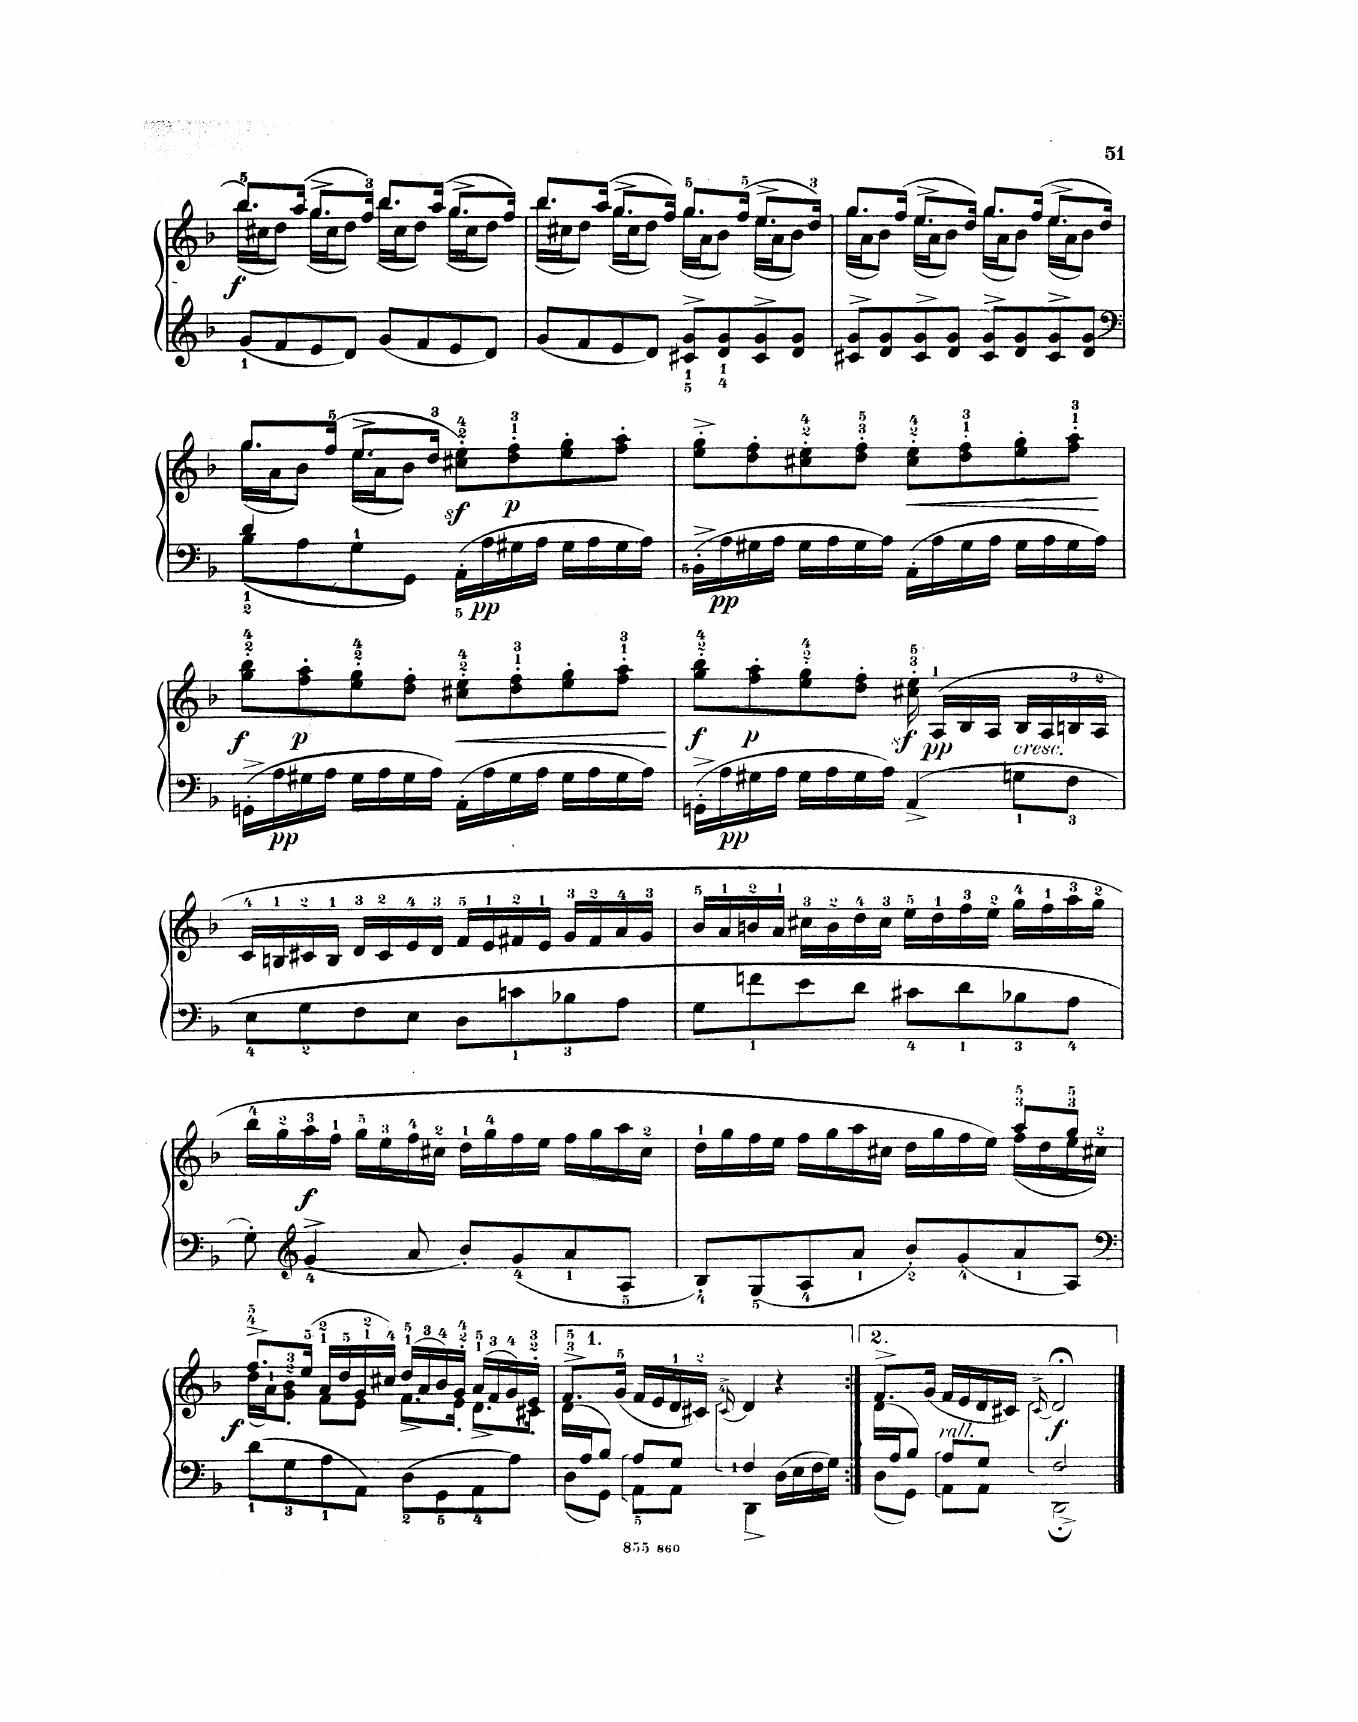 51
f
sf p
pp pp
f p f p sf pp cresc.
pp pp
f
1. 2.
f rall. f
855 860